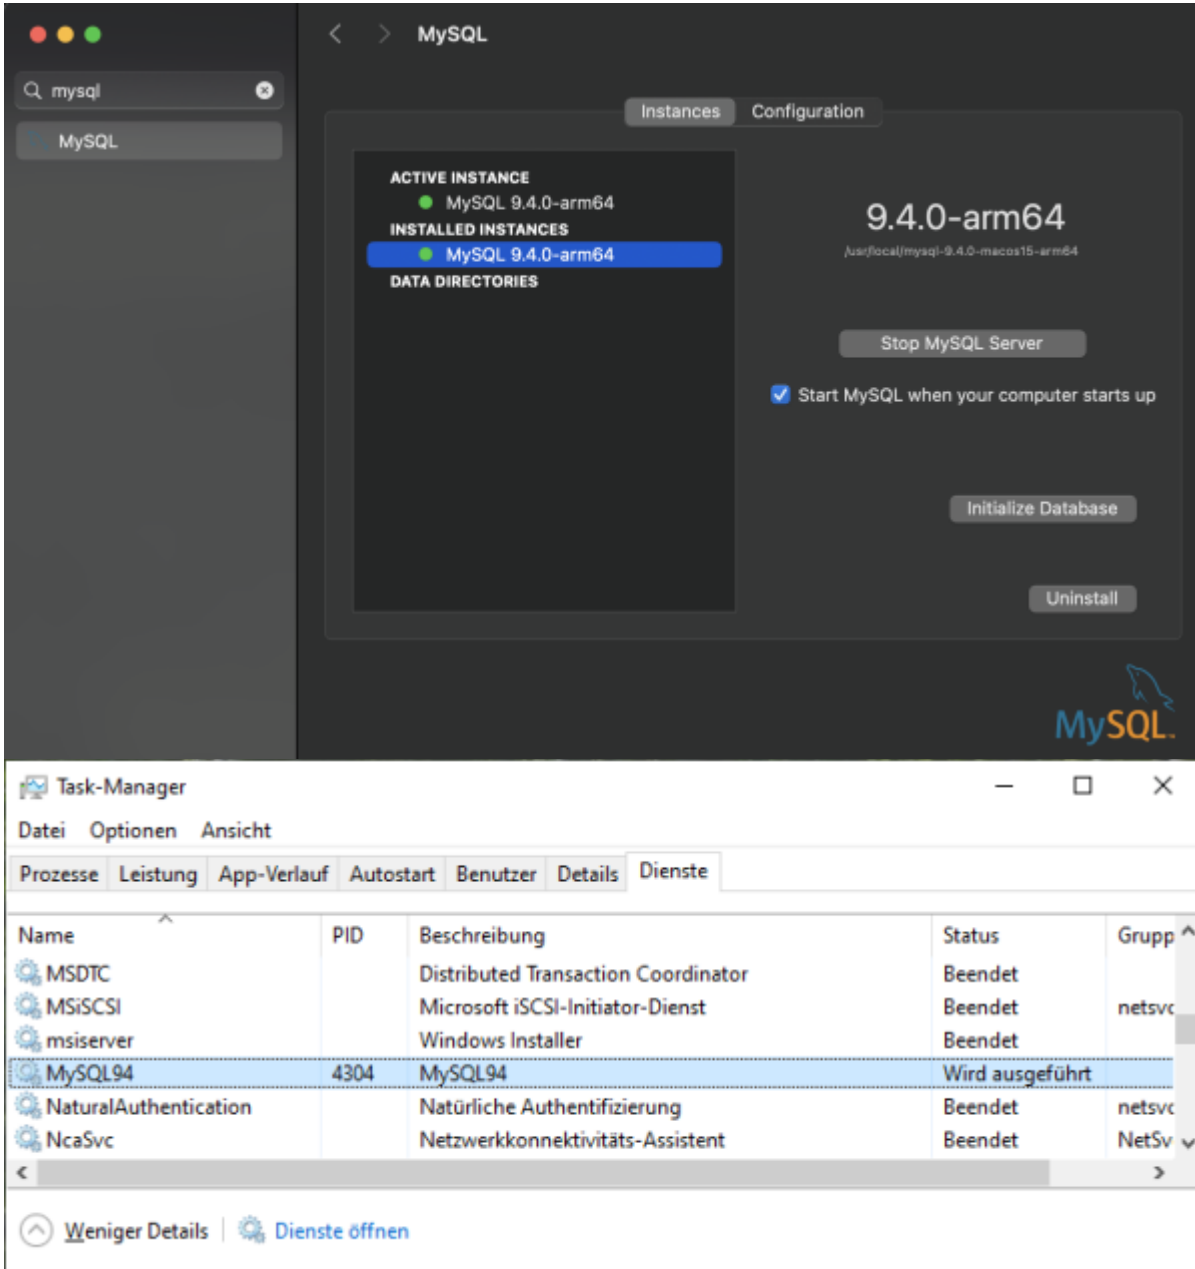 MySQL
mysql
MySQL
Instances Configuration
ACTIVE INSTANCE
MySQL 9.4.0-arm64
INSTALLED INSTANCES
MySQL 9.4.0-arm64
DATA DIRECTORIES
9.4.0-arm64
/usr/local/mysql-9.4.0-macos15-arm64
Stop MySQL Server
Start MySQL when your computer starts up
Initialize Database
Uninstall
MySQL
Task-Manager
Datei Optionen Ansicht
Prozesse Leistung App-Verlauf Autostart Benutzer Details Dienste
Name PID Beschreibung Status Grupp
MSDTC Distributed Transaction Coordinator Beendet
MSiSCSI Microsoft iSCSI-Initiator-Dienst Beendet netsvc
msiserver Windows Installer Beendet
MySQL94 4304 MySQL94 Wird ausgeführt
NaturalAuthentication Natürliche Authentifizierung Beendet netsvc
NcaSvc Netzwerkkonnektivitäts-Assistent Beendet NetSv
Weniger Details Dienste öffnen